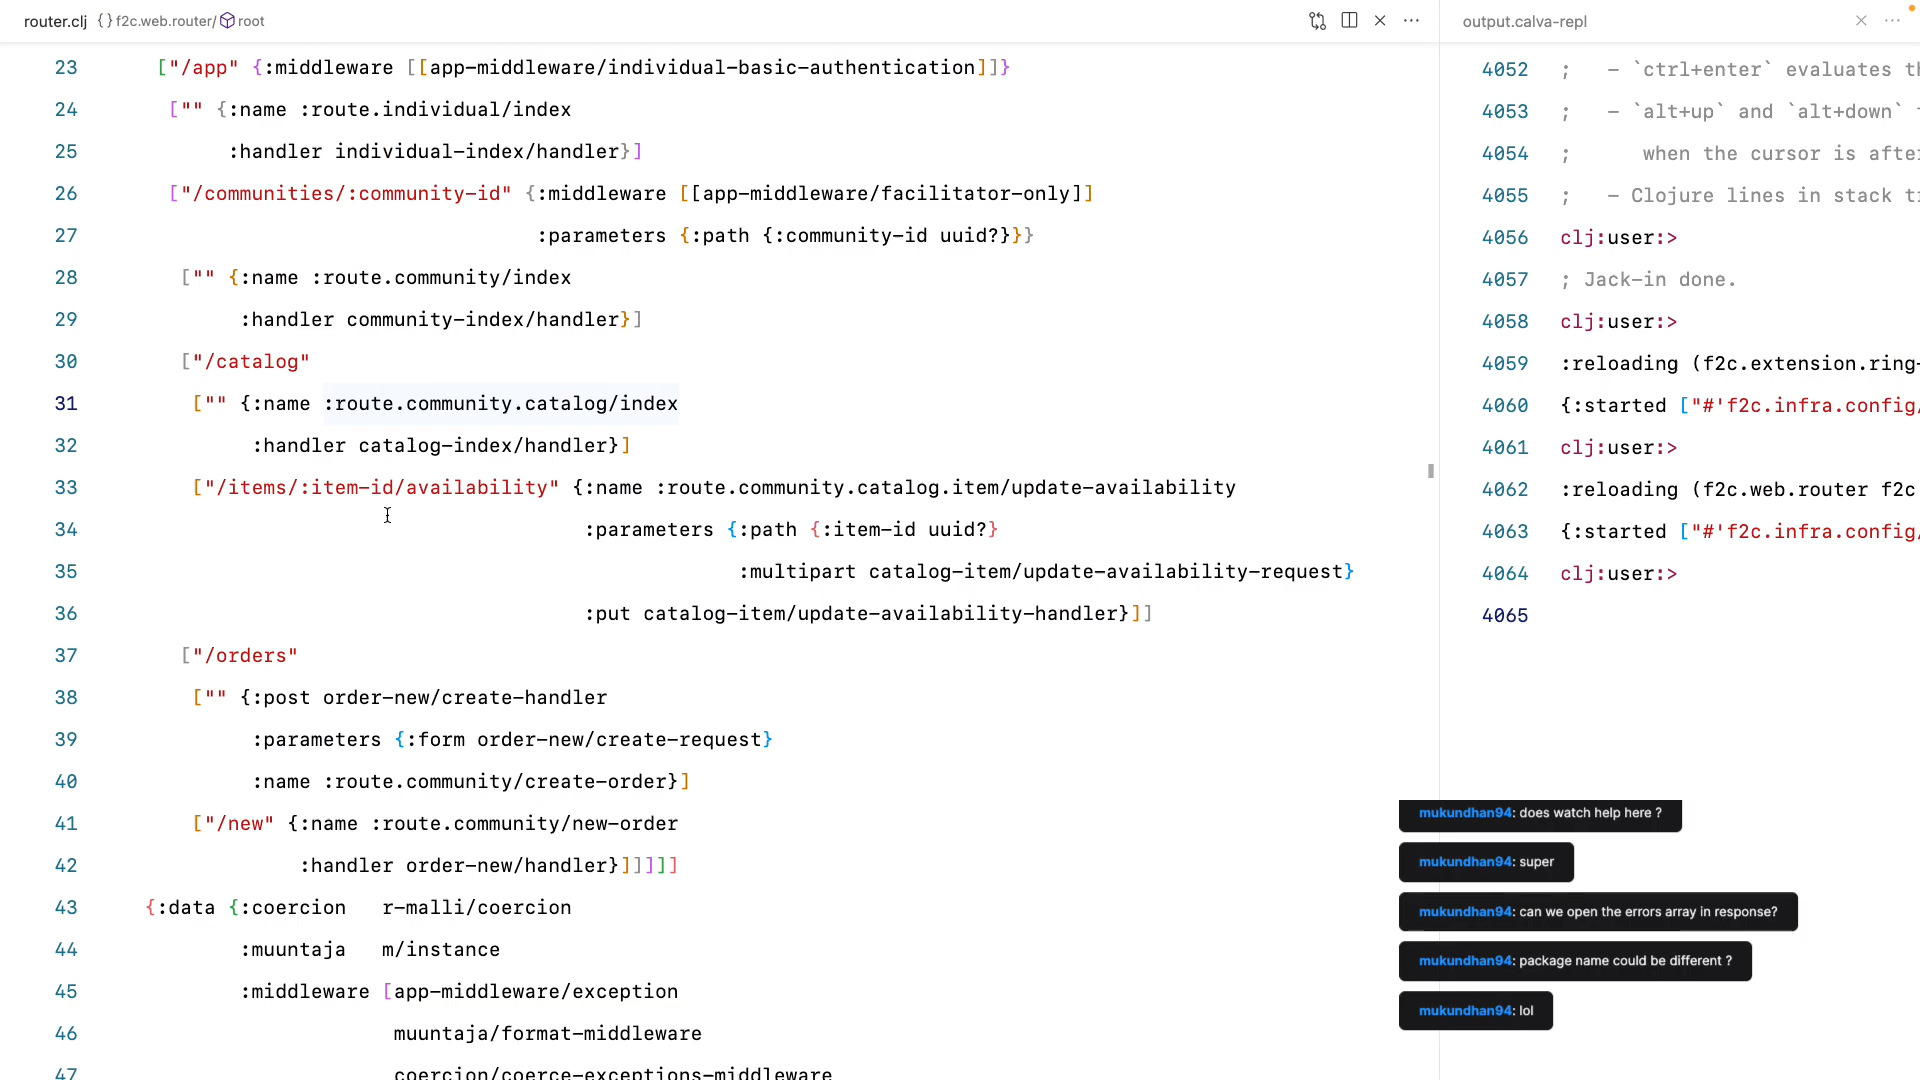 router.clj {} f2c.web.router/ root
output.calva-repl
23 ["/app" {:middleware [[app-middleware/individual-basic-authentication]]}
24 ["" {:name :route.individual/index
25 :handler individual-index/handler}]
26 ["/communities/:community-id" {:middleware [[app-middleware/facilitator-only]]
27 :parameters {:path {:community-id uuid?}}}
28 ["" {:name :route.community/index
29 :handler community-index/handler}]
30 ["/catalog"
31 ["" {:name :route.community.catalog/index
32 :handler catalog-index/handler}]
33 ["/items/:item-id/availability" {:name :route.community.catalog.item/update-availability
34 :parameters {:path {:item-id uuid?}
35 :multipart catalog-item/update-availability-request}
36 :put catalog-item/update-availability-handler}]]
37 ["/orders"
38 ["" {:post order-new/create-handler
39 :parameters {:form order-new/create-request}
40 :name :route.community/create-order}]
41 ["/new" {:name :route.community/new-order
42 :handler order-new/handler}]]]]]
43 {:data {:coercion r-malli/coercion
44 :muuntaja m/instance
45 :middleware [app-middleware/exception
46 muuntaja/format-middleware
47 coercion/coerce-exceptions-middleware
4052 ; - `ctrl+enter` evaluates th
4053 ; - `alt+up` and `alt+down`
4054 ; when the cursor is afte
4055 ; - Clojure lines in stack t
4056 clj:user:>
4057 ; Jack-in done.
4058 clj:user:>
4059 :reloading (f2c.extension.ring-
4060 {:started ["#'f2c.infra.config/
4061 clj:user:>
4062 :reloading (f2c.web.router f2c
4063 {:started ["#'f2c.infra.config/
4064 clj:user:>
4065
mukundhan94: does watch help here ?
mukundhan94: super
mukundhan94: can we open the errors array in response?
mukundhan94: package name could be different ?
mukundhan94: lol